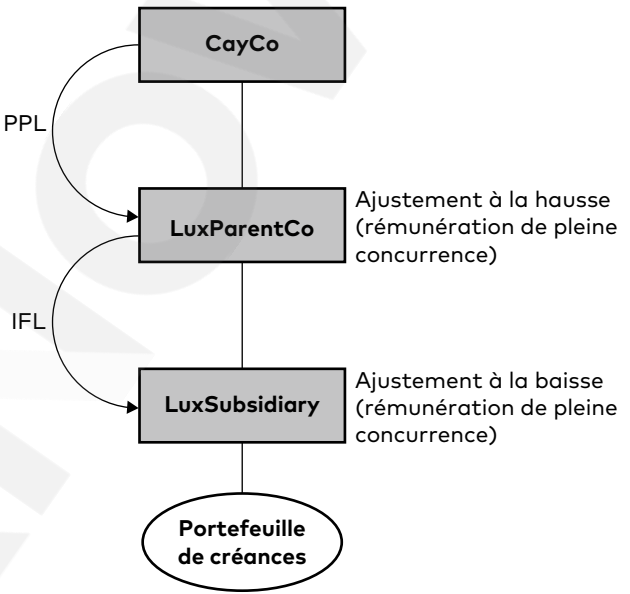 CayCo
PPL
LuxParentCo
Ajustement à la hausse
(rémunération de pleine
concurrence)
IFL
LuxSubsidiary
Ajustement à la baisse
(rémunération de pleine
concurrence)
Portefeuille
de créances